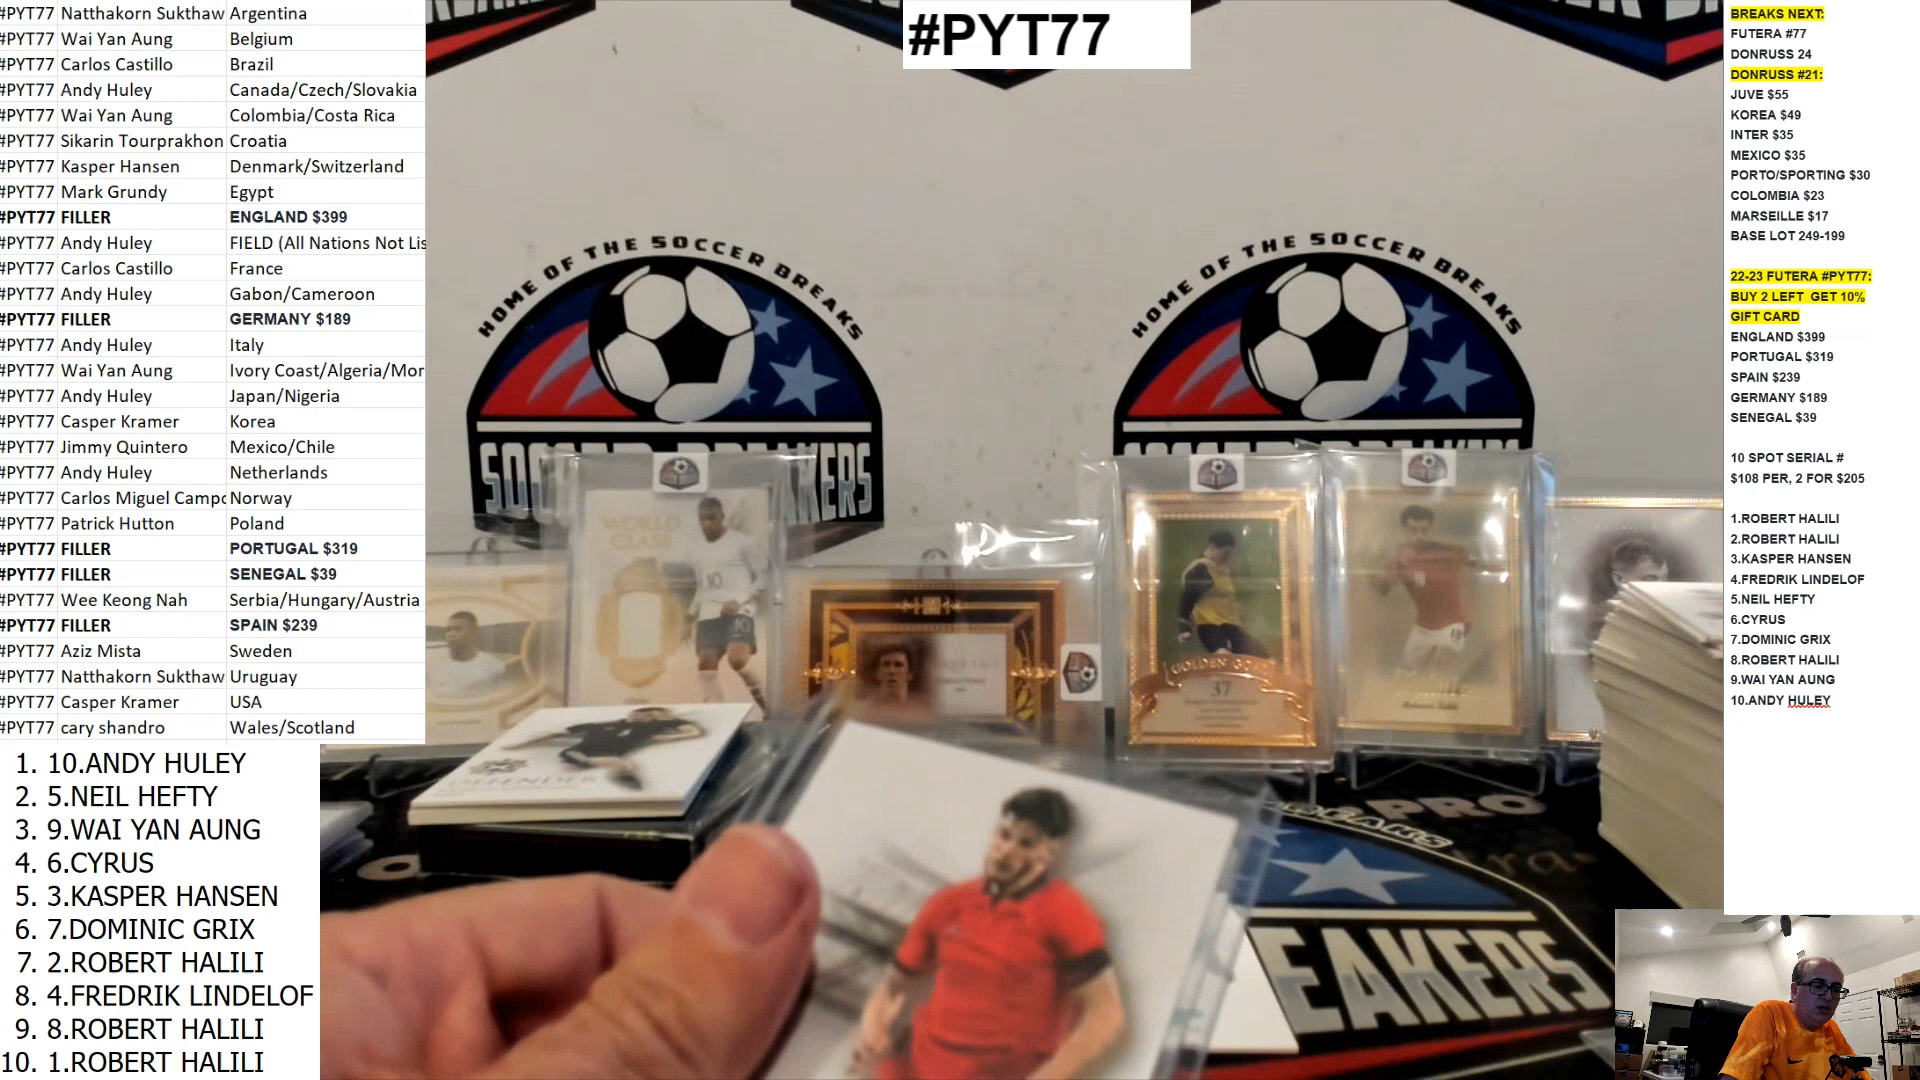 #PYT77 Natthakorn Sukthaw Argentina
#PYT77 Wai Yan Aung Belgium
#PYT77 Carlos Castillo Brazil
#PYT77 Andy Huley Canada/Czech/Slovakia
#PYT77 Wai Yan Aung Colombia/Costa Rica
#PYT77 Sikarin Tourprakhon Croatia
#PYT77 Kasper Hansen Denmark/Switzerland
#PYT77 Mark Grundy Egypt
#PYT77 FILLER ENGLAND $399
#PYT77 Andy Huley FIELD (All Nations Not Lis
#PYT77 Carlos Castillo France
#PYT77 Andy Huley Gabon/Cameroon
#PYT77 FILLER GERMANY $189
#PYT77 Andy Huley Italy
#PYT77 Wai Yan Aung Ivory Coast/Algeria/Mor
#PYT77 Andy Huley Japan/Nigeria
#PYT77 Casper Kramer Korea
#PYT77 Jimmy Quintero Mexico/Chile
#PYT77 Andy Huley Netherlands
#PYT77 Carlos Miguel Campo Norway
#PYT77 Patrick Hutton Poland
#PYT77 FILLER PORTUGAL $319
#PYT77 FILLER SENEGAL $39
#PYT77 Wee Keong Nah Serbia/Hungary/Austria
#PYT77 FILLER SPAIN $239
#PYT77 Aziz Mista Sweden
#PYT77 Natthakorn Sukthaw Uruguay
#PYT77 Casper Kramer USA
#PYT77 cary shandro Wales/Scotland
1. 10.ANDY HULEY
2. 5.NEIL HEFTY
3. 9.WAI YAN AUNG
4. 6.CYRUS
5. 3.KASPER HANSEN
6. 7.DOMINIC GRIX
7. 2.ROBERT HALILI
8. 4.FREDRIK LINDELOF
9. 8.ROBERT HALILI
10. 1.ROBERT HALILI
#PYT77
HOME OF THE SOCCER BREAKS
SOCCER BREAKERS
HOME OF THE SOCCER BREAKS
SOCCER BREAKERS
WORLD CLASS
10
GOLDEN GOAL
37
DEFENDER
PRO
EAKERS
BREAKS NEXT:
FUTERA #77
DONRUSS 24
DONRUSS #21:
JUVE $55
KOREA $49
INTER $35
MEXICO $35
PORTO/SPORTING $30
COLOMBIA $23
MARSEILLE $17
BASE LOT 249-199
22-23 FUTERA #PYT77:
BUY 2 LEFT GET 10%
GIFT CARD
ENGLAND $399
PORTUGAL $319
SPAIN $239
GERMANY $189
SENEGAL $39
10 SPOT SERIAL #
$108 PER, 2 FOR $205
1.ROBERT HALILI
2.ROBERT HALILI
3.KASPER HANSEN
4.FREDRIK LINDELOF
5.NEIL HEFTY
6.CYRUS
7.DOMINIC GRIX
8.ROBERT HALILI
9.WAI YAN AUNG
10.ANDY HULEY